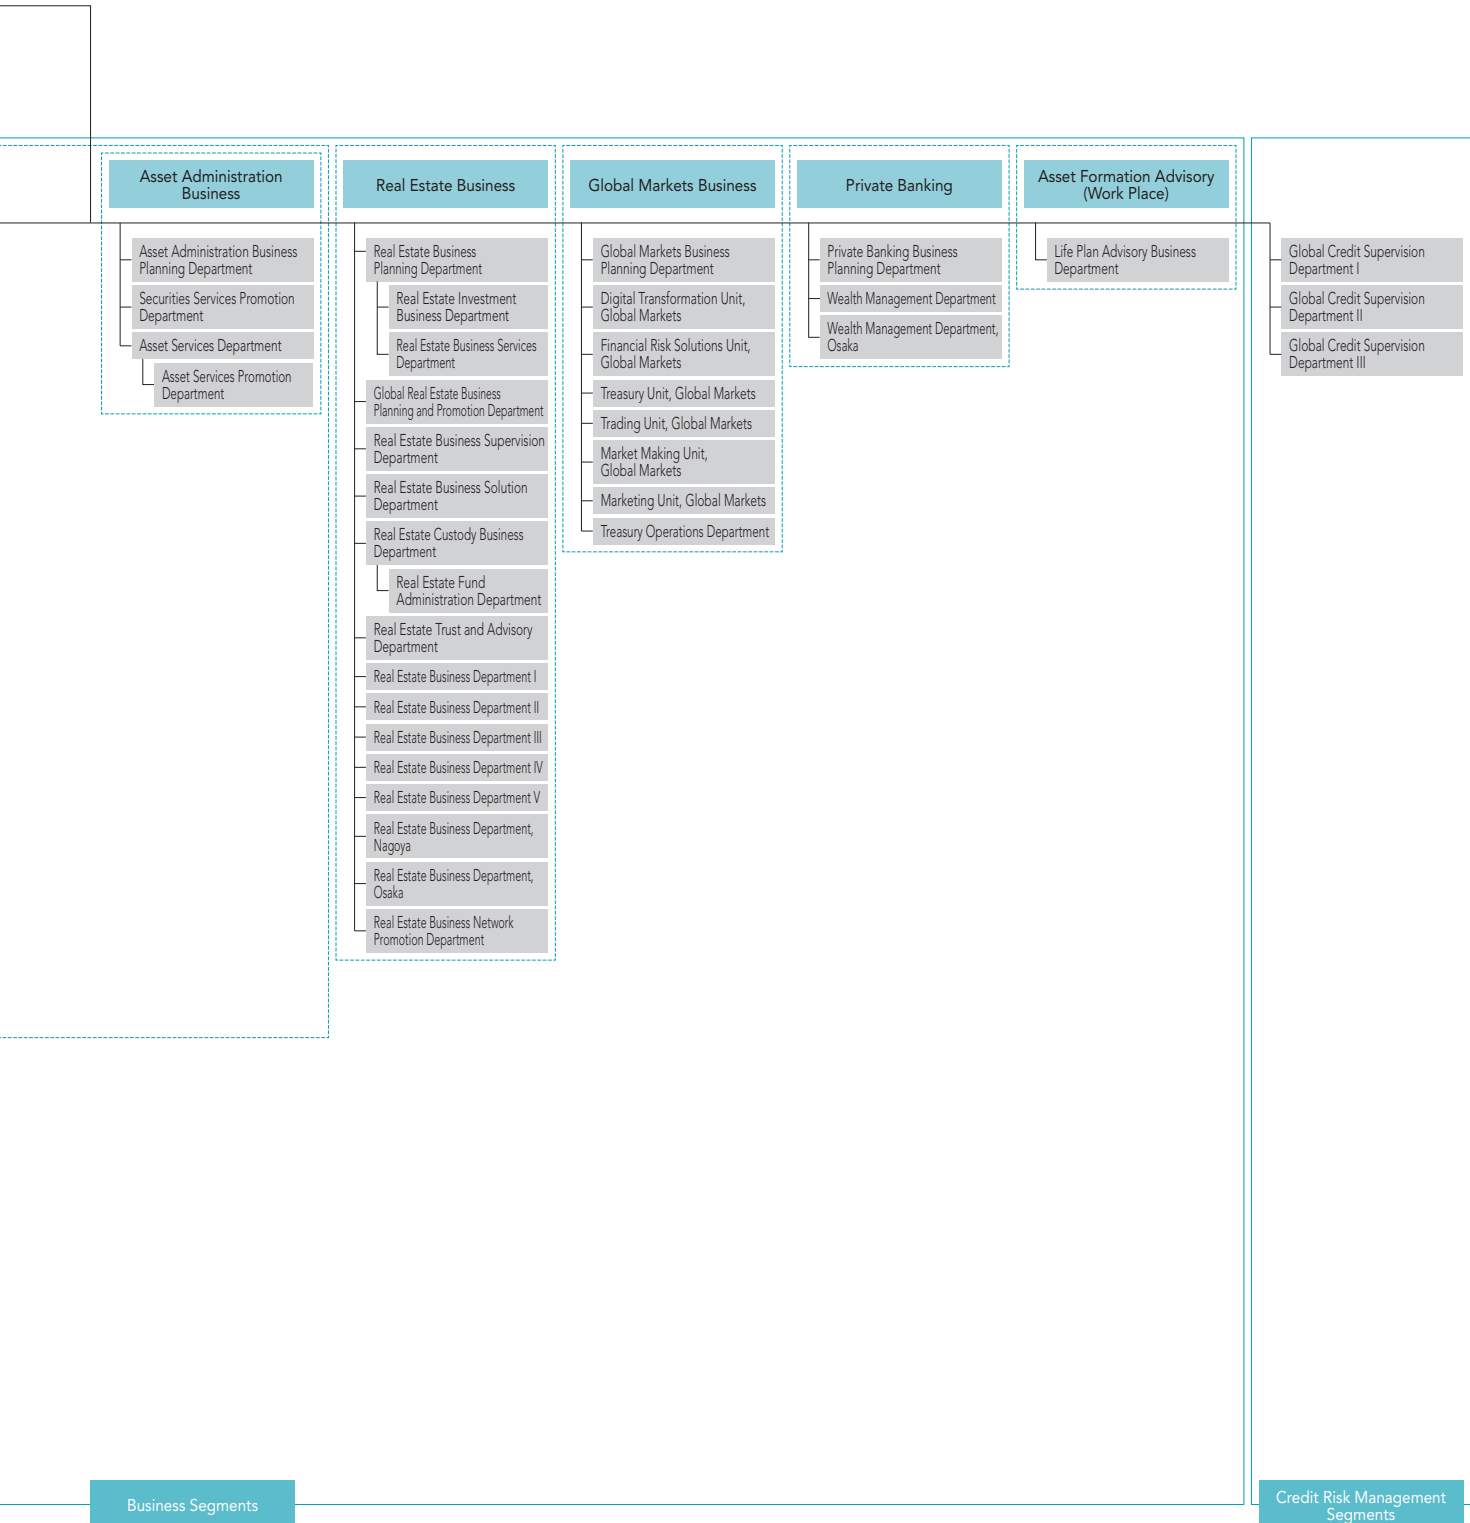 Asset Administration
Business
Asset Administration Business
Planning Department
Securities Services Promotion
Department
Asset Services Department
Asset Services Promotion
Department
Real Estate Business
Real Estate Business
Planning Department
Real Estate Investment
Business Department
Real Estate Business Services
Department
Global Real Estate Business
Planning and Promotion Department
Real Estate Business Supervision
Department
Real Estate Business Solution
Department
Real Estate Custody Business
Department
Real Estate Fund
Administration Department
Real Estate Trust and Advisory
Department
Real Estate Business Department I
Real Estate Business Department II
Real Estate Business Department III
Real Estate Business Department IV
Real Estate Business Department V
Real Estate Business Department,
Nagoya
Real Estate Business Department,
Osaka
Real Estate Business Network
Promotion Department
Global Markets Business
Global Markets Business
Planning Department
Digital Transformation Unit,
Global Markets
Financial Risk Solutions Unit,
Global Markets
Treasury Unit, Global Markets
Trading Unit, Global Markets
Market Making Unit,
Global Markets
Marketing Unit, Global Markets
Treasury Operations Department
Private Banking
Private Banking Business
Planning Department
Wealth Management Department
Wealth Management Department,
Osaka
Asset Formation Advisory
(Work Place)
Life Plan Advisory Business
Department
Global Credit Supervision
Department I
Global Credit Supervision
Department II
Global Credit Supervision
Department III
Business Segments
Credit Risk Management
Segments